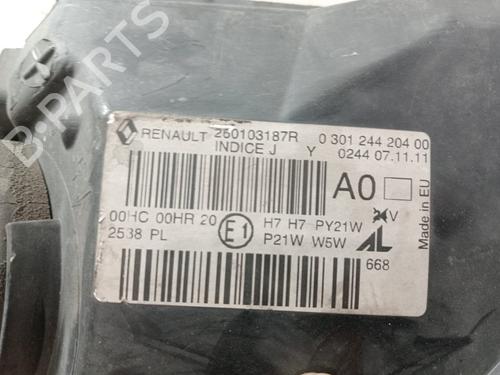 RENAULT 260103187R 0 301 244 204 00
INDICE J Y 0244 07.11.11
A0
Made in EU
00HC 00HR 20 E1 H7 H7 PY21W
2538 PL P21W W5W AL
668
B-PARTS